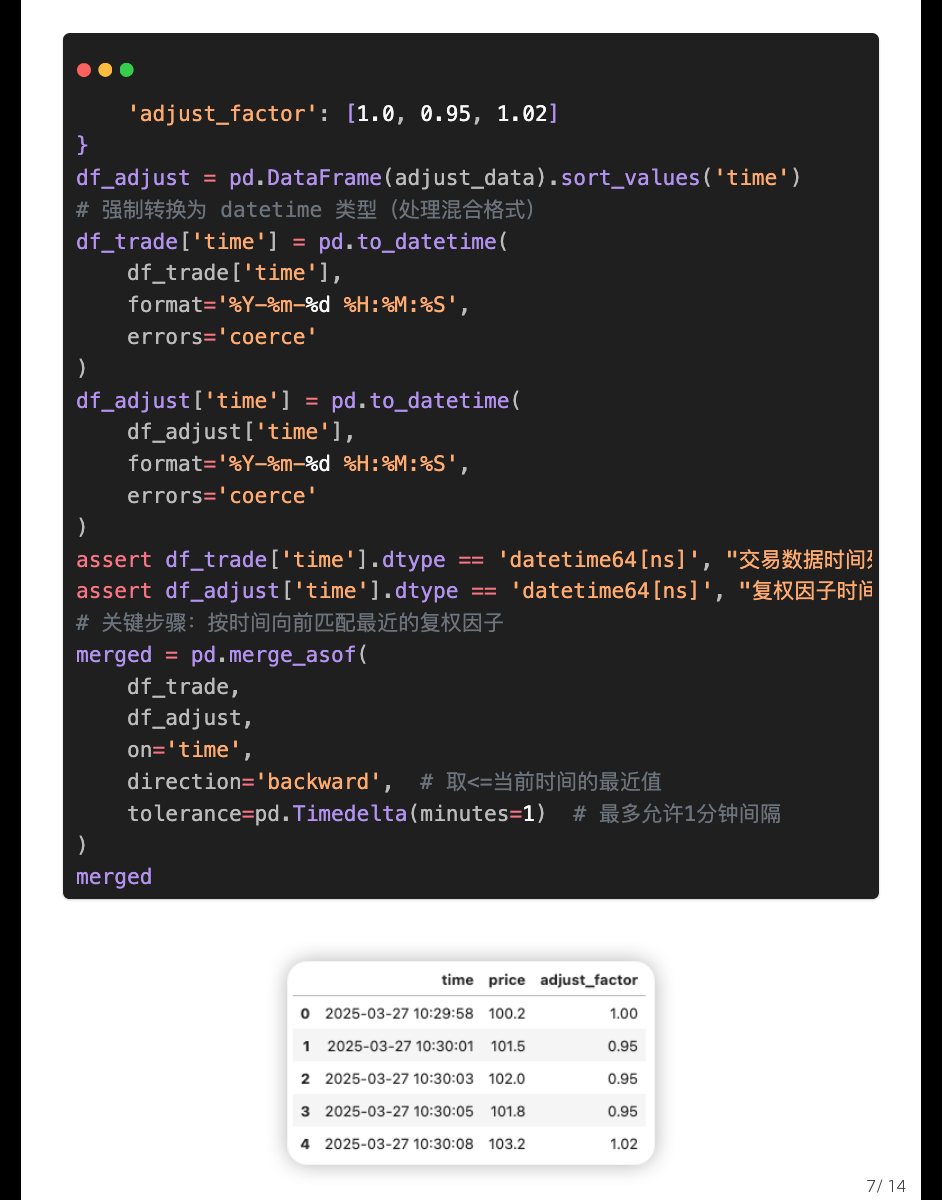 'adjust_factor': [1.0, 0.95, 1.02]
}
df_adjust = pd.DataFrame(adjust_data).sort_values('time')
# 强制转换为 datetime 类型（处理混合格式）
df_trade['time'] = pd.to_datetime(
    df_trade['time'],
    format='%Y-%m-%d %H:%M:%S',
    errors='coerce'
)
df_adjust['time'] = pd.to_datetime(
    df_adjust['time'],
    format='%Y-%m-%d %H:%M:%S',
    errors='coerce'
)
assert df_trade['time'].dtype == 'datetime64[ns]', "交易数据时间
assert df_adjust['time'].dtype == 'datetime64[ns]', "复权因子时间
# 关键步骤：按时间向前匹配最近的复权因子
merged = pd.merge_asof(
    df_trade,
    df_adjust,
    on='time',
    direction='backward',  # 取<=当前时间的最近值
    tolerance=pd.Timedelta(minutes=1)  # 最多允许1分钟间隔
)
merged
time price adjust_factor
0 2025-03-27 10:29:58 100.2 1.00
1 2025-03-27 10:30:01 101.5 0.95
2 2025-03-27 10:30:03 102.0 0.95
3 2025-03-27 10:30:05 101.8 0.95
4 2025-03-27 10:30:08 103.2 1.02
7/ 14